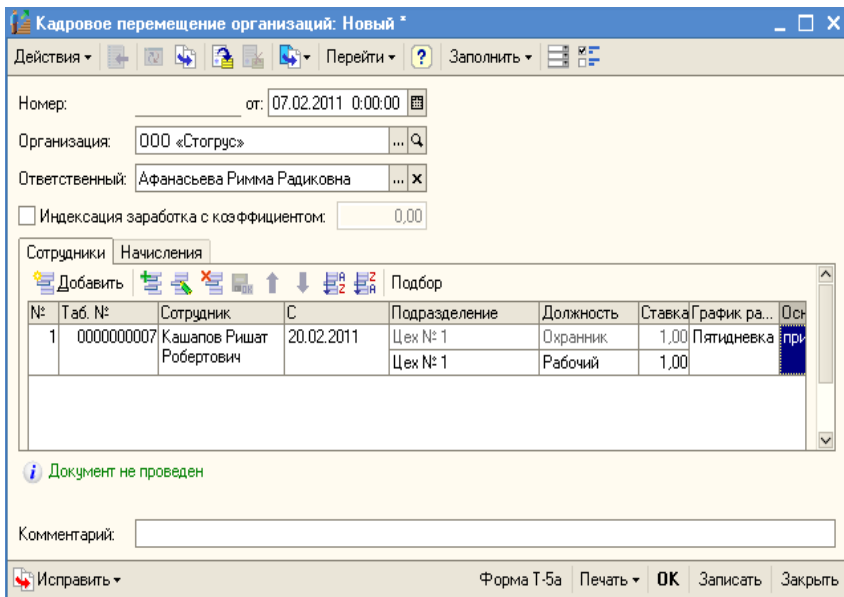 Кадровое перемещение организаций: Новый *
Действия Перейти ? Заполнить
Номер: от: 07.02.2011 0:00:00
Организация: ООО «Стогрус» ...
Ответственный: Афанасьева Римма Радиковна ... x
Индексация заработка с коэффициентом: 0,00
Сотрудники Начисления
Добавить Подбор
№ Таб. № Сотрудник С Подразделение Должность Ставка График ра... Осн
1 0000000007 Кашапов Ришат 20.02.2011 Цех № 1 Охранник 1,00 Пятидневка при
Робертович Цех № 1 Рабочий 1,00
i Документ не проведен
Комментарий:
Исправить Форма Т-5а Печать OK Записать Закрыть